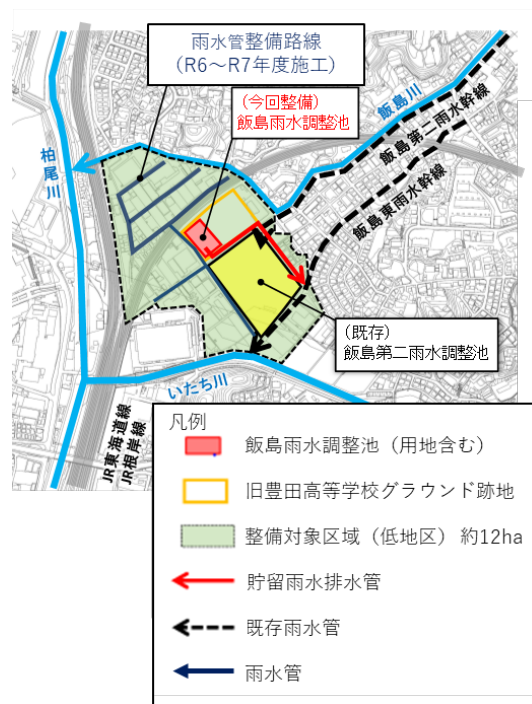 雨水管整備路線
(R6～R7年度施工)
(今回整備)
飯島雨水調整池
飯島川
飯島第二雨水幹線
飯島東雨水幹線
柏尾川
(既存)
飯島第二雨水調整池
いたち川
JR東海道線
JR根岸線
凡例
飯島雨水調整池（用地含む）
旧豊田高等学校グラウンド跡地
整備対象区域（低地区）約12ha
貯留雨水排水管
既存雨水管
雨水管